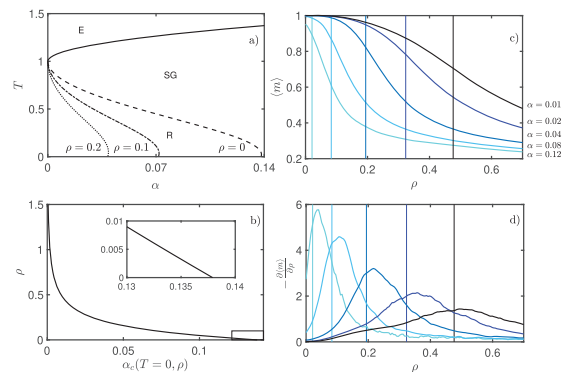 2
1.5
1
0.5
0
T
E
a)
SG
R
ρ = 0.2
ρ = 0.1
ρ=0
0
0.07
0.14
α
1
0.8
0.6
0.4
0.2
⟨m⟩
c)
α = 0.01
α = 0.02
α = 0.04
α = 0.08
α = 0.12
0
0.2
0.4
0.6
ρ
1.5
1
0.5
0
ρ
b)
0.01
0.005
0
0.13
0.135
0.14
0
0.05
0.1
α_c(T = 0, ρ)
6
4
2
0
− ∂⟨m⟩/∂ρ
d)
0
0.2
0.4
0.6
ρ